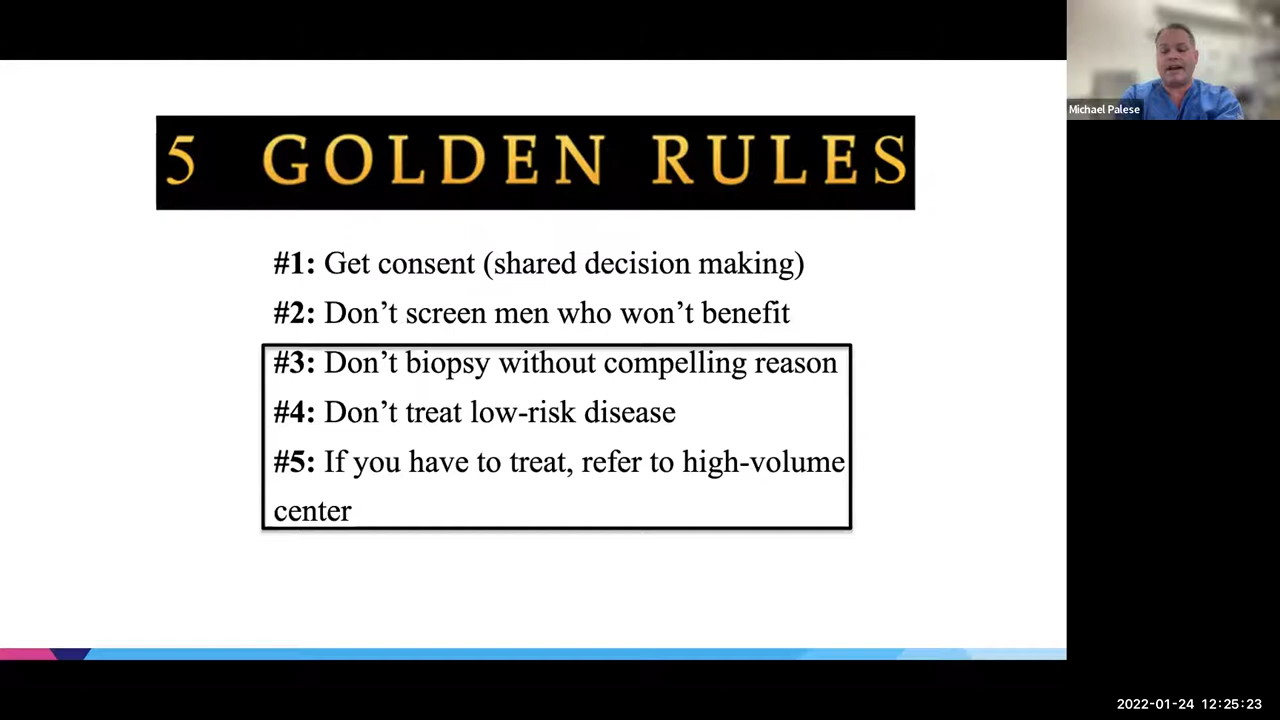 5 GOLDEN RULES
Michael Palese
#1: Get consent (shared decision making)
#2: Don’t screen men who won’t benefit
#3: Don’t biopsy without compelling reason
#4: Don’t treat low-risk disease
#5: If you have to treat, refer to high-volume
center
2022-01-24 12:25:23